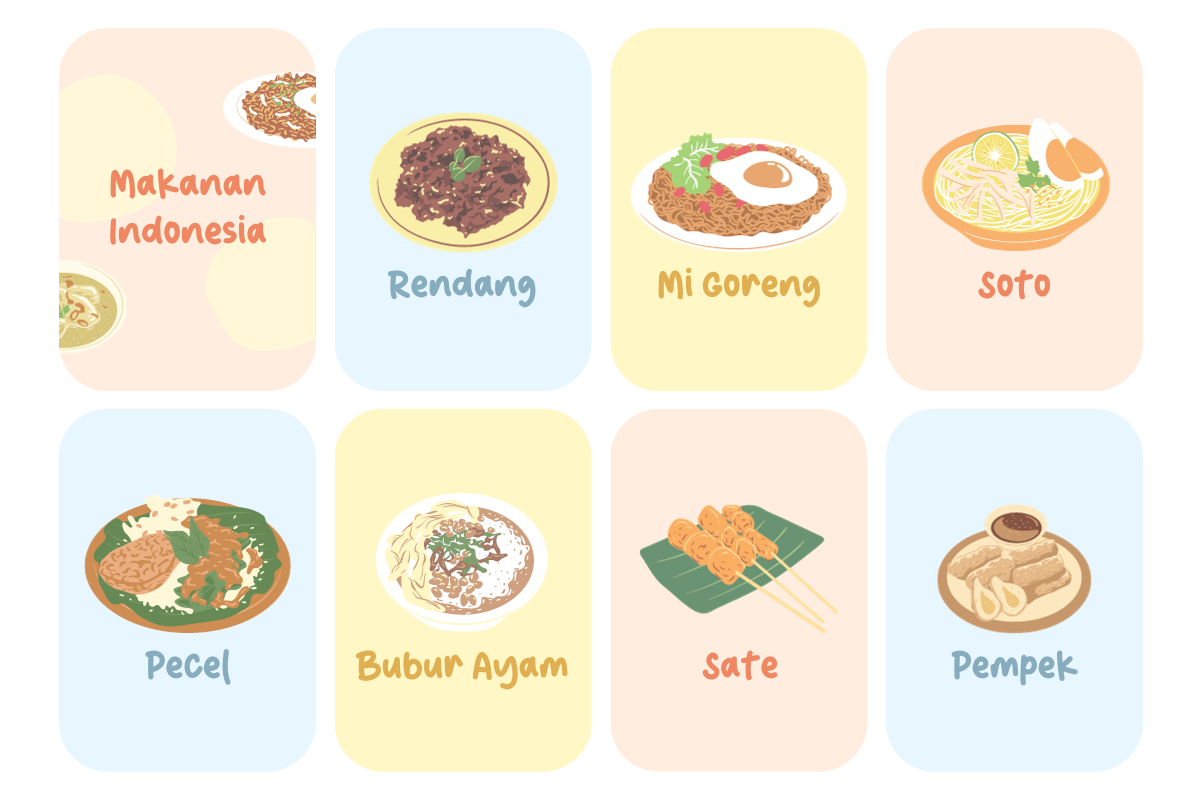 Makanan
Indonesia
Rendang
Mi Goreng
Soto
Pecel
Bubur Ayam
Sate
Pempek